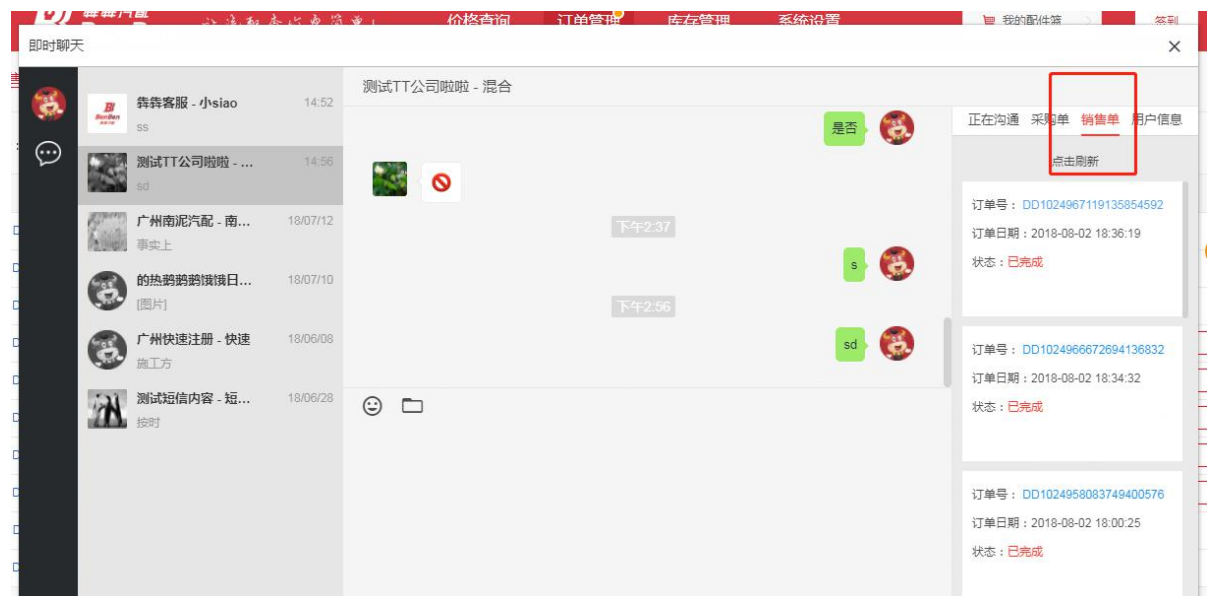 价格查询 订单管理 库存管理 系统设置 我的配件篮 签到
即时聊天
犇犇客服 - 小siao 14:52
ss
测试TT公司啦啦 - ... 14:56
sd
广州南泥汽配 - 南... 18/07/12
事实上
的热鹅鹅鹅饿饿日... 18/07/10
[图片]
广州快速注册 - 快速 18/06/08
施工方
测试短信内容 - 短... 18/06/28
按时
测试TT公司啦啦 - 混合
是否
下午2:37
s
下午2:56
sd
正在沟通 采购单 销售单 用户信息
点击刷新
订单号： DD1024967119135854592
订单日期：2018-08-02 18:36:19
状态：已完成
订单号： DD1024966672694136832
订单日期：2018-08-02 18:34:32
状态：已完成
订单号： DD1024958083749400576
订单日期：2018-08-02 18:00:25
状态：已完成